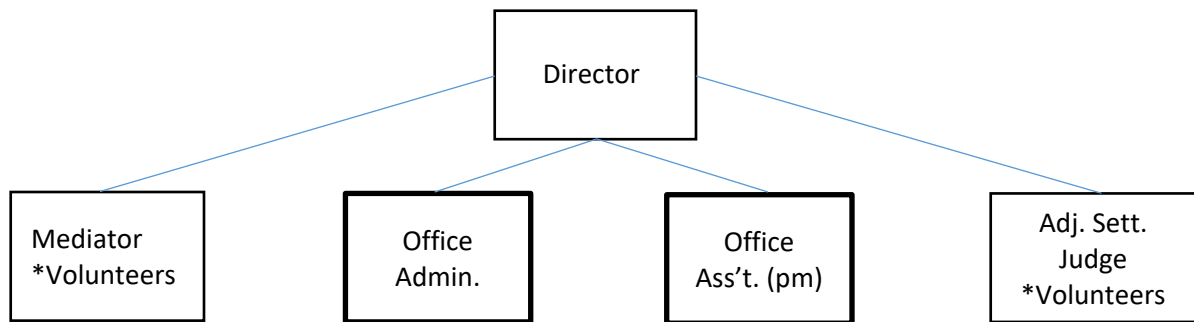 Director
Mediator
*Volunteers
Office
Admin.
Office
Ass’t. (pm)
Adj. Sett.
Judge
*Volunteers